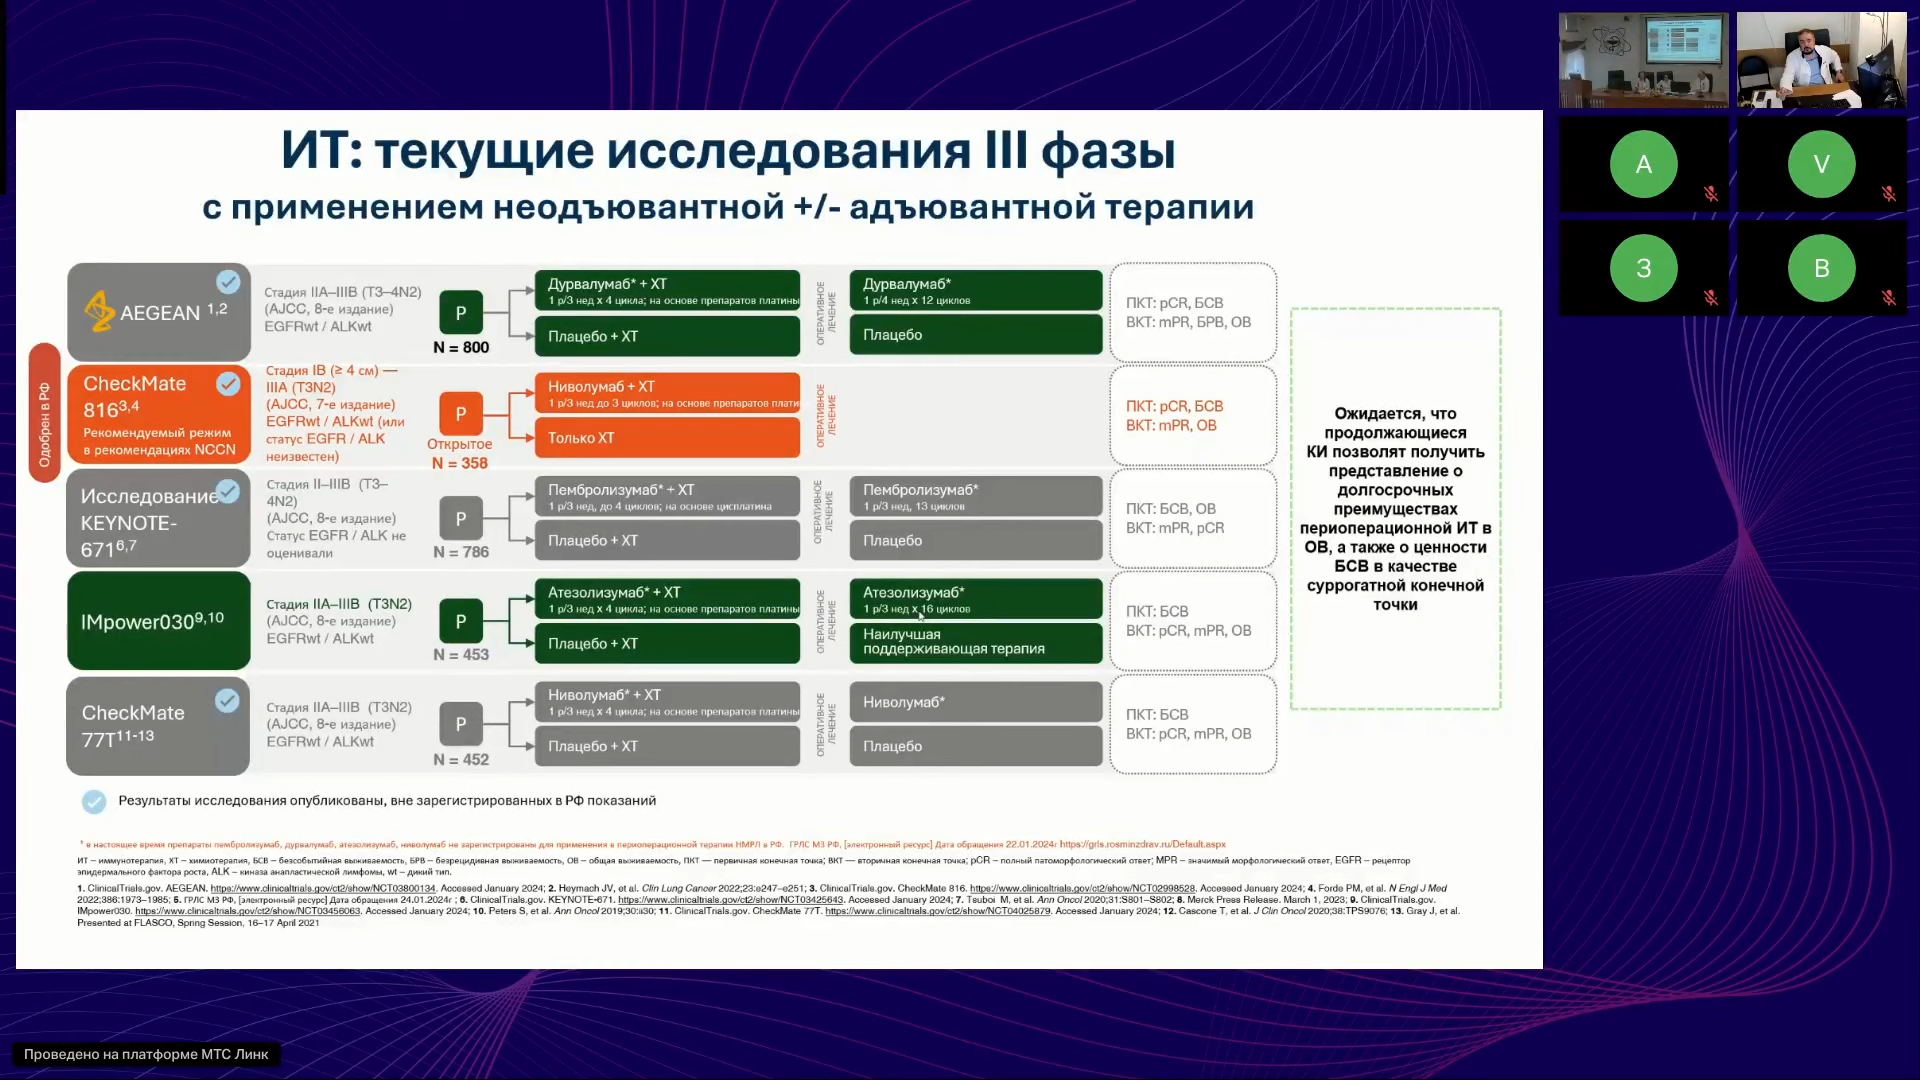 ИТ: текущие исследования III фазы
с применением неодъювантной +/- адъювантной терапии
AEGEAN 1,2
Стадия IIA–IIIB (T3–4N2)
(AJCC, 8-е издание)
EGFRwt / ALKwt
Р
N = 800
Дурвалумаб* + ХТ
1 р/3 нед х 4 цикла; на основе препаратов платины
Плацебо + ХТ
ОПЕРАТИВНОЕ
ЛЕЧЕНИЕ
Дурвалумаб*
1 р/4 нед х 12 циклов
Плацебо
ПКТ: pCR, БСВ
ВКТ: mPR, БРВ, ОВ
Одобрен в РФ
CheckMate
8163,4
Рекомендуемый режим
в рекомендациях NCCN
Стадия IB (≥ 4 см) —
IIIA (T3N2)
(AJCC, 7-е издание)
EGFRwt / ALKwt (или
статус EGFR / ALK
неизвестен)
Р
Открытое
N = 358
Ниволумаб + ХТ
1 р/3 нед до 3 циклов; на основе препаратов плати
Только ХТ
ОПЕРАТИВНОЕ
ЛЕЧЕНИЕ
ПКТ: pCR, БСВ
ВКТ: mPR, ОВ
Исследование
KEYNOTE-
6716,7
Стадия II–IIIB (T3–
4N2)
(AJCC, 8-е издание)
Статус EGFR / ALK не
оценивали
Р
N = 786
Пембролизумаб* + ХТ
1 р/3 нед, до 4 циклов; на основе цисплатина
Плацебо + ХТ
ОПЕРАТИВНОЕ
ЛЕЧЕНИЕ
Пембролизумаб*
1 р/3 нед, 13 циклов
Плацебо
ПКТ: БСВ, ОВ
ВКТ: mPR, pCR
IMpower0309,10
Стадия IIA–IIIB (T3N2)
(AJCC, 8-е издание)
EGFRwt / ALKwt
Р
N = 453
Атезолизумаб* + ХТ
1 р/3 нед х 4 цикла; на основе препаратов платины
Плацебо + ХТ
ОПЕРАТИВНОЕ
ЛЕЧЕНИЕ
Атезолизумаб*
1 р/3 нед х 16 циклов
Наилучшая
поддерживающая терапия
ПКТ: БСВ
ВКТ: pCR, mPR, ОВ
CheckMate
77T11-13
Стадия IIA–IIIB (T3N2)
(AJCC, 8-е издание)
EGFRwt / ALKwt
Р
N = 452
Ниволумаб* + ХТ
1 р/3 нед х 4 цикла; на основе препаратов платины
Плацебо + ХТ
ОПЕРАТИВНОЕ
ЛЕЧЕНИЕ
Ниволумаб*
Плацебо
ПКТ: БСВ
ВКТ: pCR, mPR, ОВ
Ожидается, что
продолжающиеся
КИ позволят получить
представление о
долгосрочных
преимуществах
периоперационной ИТ в
ОВ, а также о ценности
БСВ в качестве
суррогатной конечной
точки
Результаты исследования опубликованы, вне зарегистрированных в РФ показаний
* в настоящее время препараты пембролизумаб, дурвалумаб, атезолизумаб, ниволумаб не зарегистрированы для применения в периоперационной терапии НМРЛ в РФ. ГРЛС МЗ РФ, [электронный ресурс] Дата обращения 22.01.2024г https://grls.rosminzdrav.ru/Default.aspx
ИТ – иммунотерапия, ХТ – химиотерапия, БСВ – бессобытийная выживаемость, БРВ – безрецидивная выживаемость, ОВ – общая выживаемость, ПКТ — первичная конечная точка; ВКТ — вторичная конечная точка; pCR – полный патоморфологический ответ; MPR – значимый морфологический ответ, EGFR – рецептор
эпидермального фактора роста, ALK – киназа анапластической лимфомы, wt – дикий тип.
1. ClinicalTrials.gov. AEGEAN. https://www.clinicaltrials.gov/ct2/show/NCT03800134. Accessed January 2024; 2. Heymach JV, et al. Clin Lung Cancer 2022;23:e247–e251; 3. ClinicalTrials.gov. CheckMate 816. https://www.clinicaltrials.gov/ct2/show/NCT02998528. Accessed January 2024; 4. Forde PM, et al. N Engl J Med
2022;386:1973–1985; 5. ГРЛС МЗ РФ, [электронный ресурс] Дата обращения 24.01.2024г ; 6. ClinicalTrials.gov. KEYNOTE-671. https://www.clinicaltrials.gov/ct2/show/NCT03425643. Accessed January 2024; 7. Tsuboi M, et al. Ann Oncol 2020;31:S801–S802; 8. Merck Press Release. March 1, 2023; 9. ClinicalTrials.gov.
IMpower030. https://www.clinicaltrials.gov/ct2/show/NCT03456063. Accessed January 2024; 10. Peters S, et al. Ann Oncol 2019;30:ii30; 11. ClinicalTrials.gov. CheckMate 77T. https://www.clinicaltrials.gov/ct2/show/NCT04025879. Accessed January 2024; 12. Cascone T, et al. J Clin Oncol 2020;38:TPS9076; 13. Gray J, et al.
Presented at FLASCO, Spring Session, 16–17 April 2021
A
V
З
В
Проведено на платформе МТС Линк